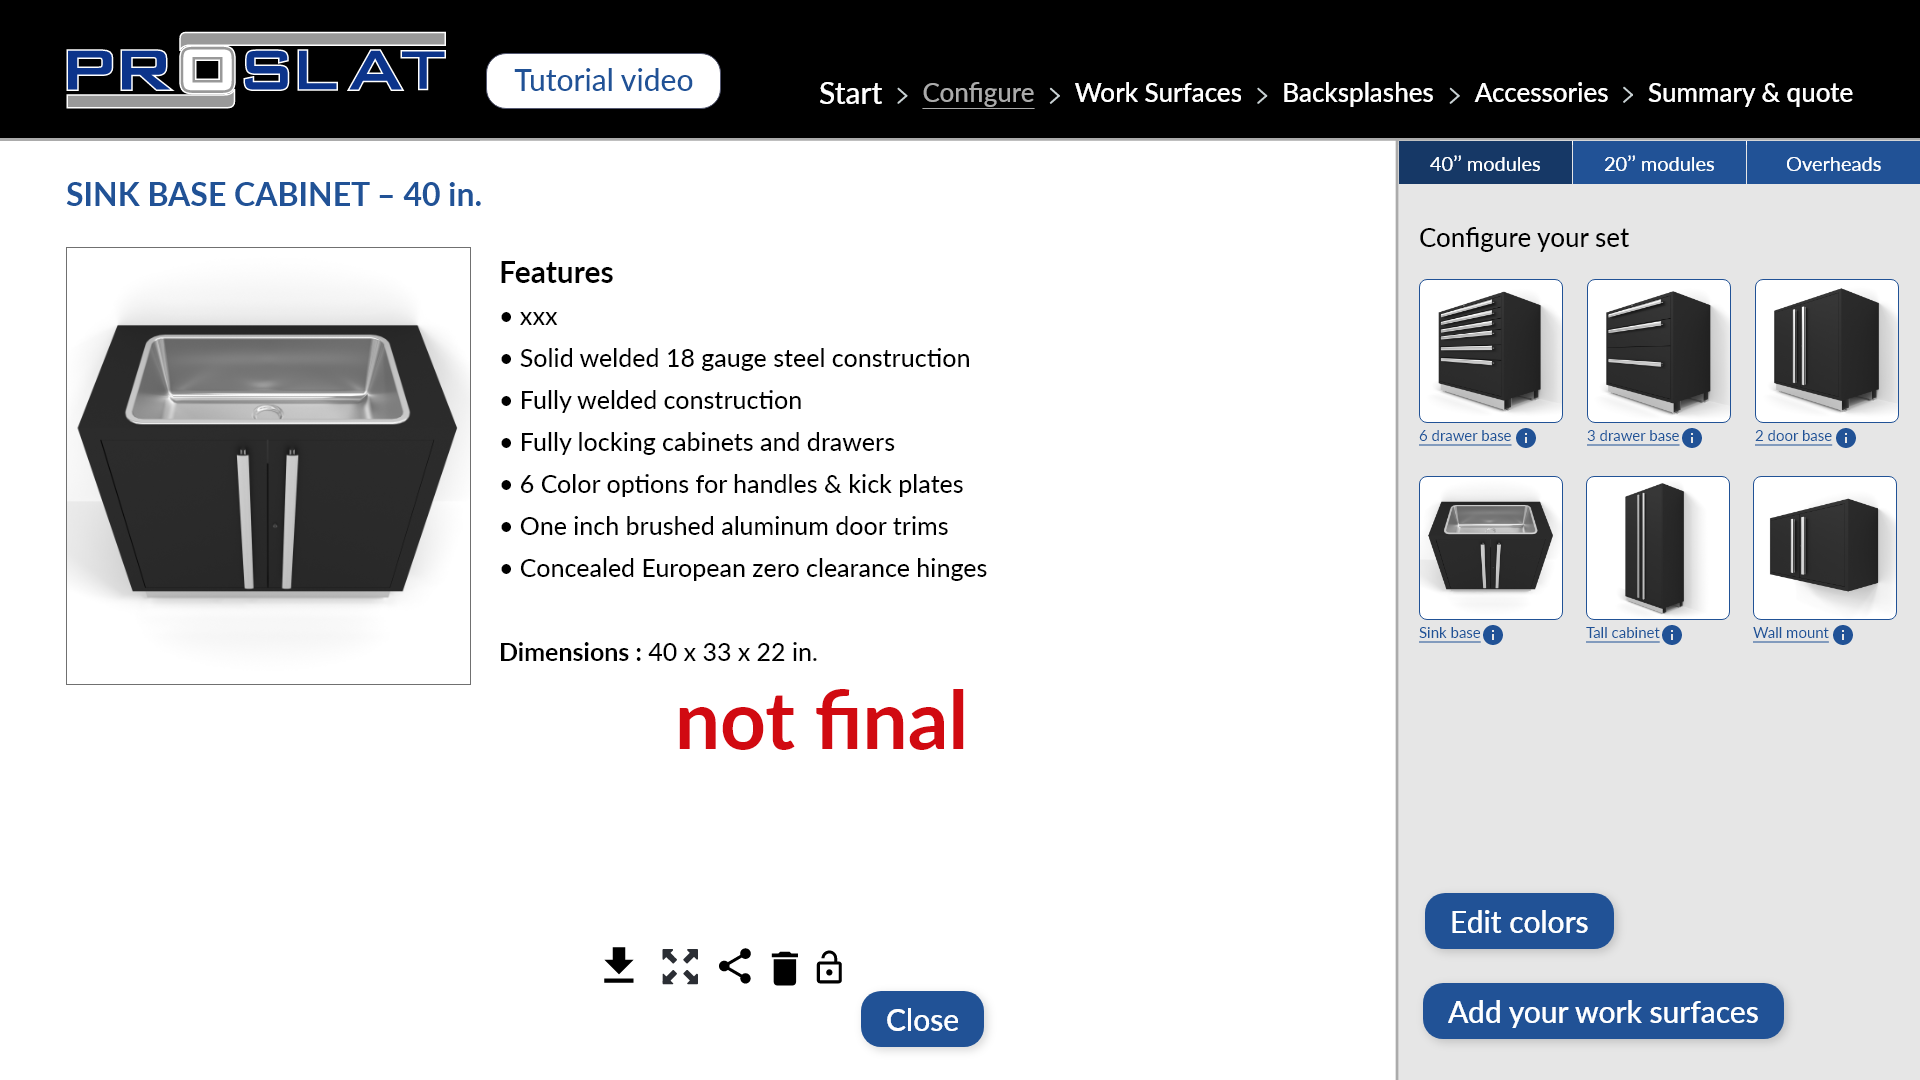 PROSLAT
Tutorial video
Start > Configure > Work Surfaces > Backsplashes > Accessories > Summary & quote
40” modules
20” modules
Overheads
SINK BASE CABINET – 40 in.
Features
• xxx
• Solid welded 18 gauge steel construction
• Fully welded construction
• Fully locking cabinets and drawers
• 6 Color options for handles & kick plates
• One inch brushed aluminum door trims
• Concealed European zero clearance hinges
Dimensions : 40 x 33 x 22 in.
not final
Close
Configure your set
6 drawer base i
3 drawer base i
2 door base i
Sink base i
Tall cabinet i
Wall mount i
Edit colors
Add your work surfaces